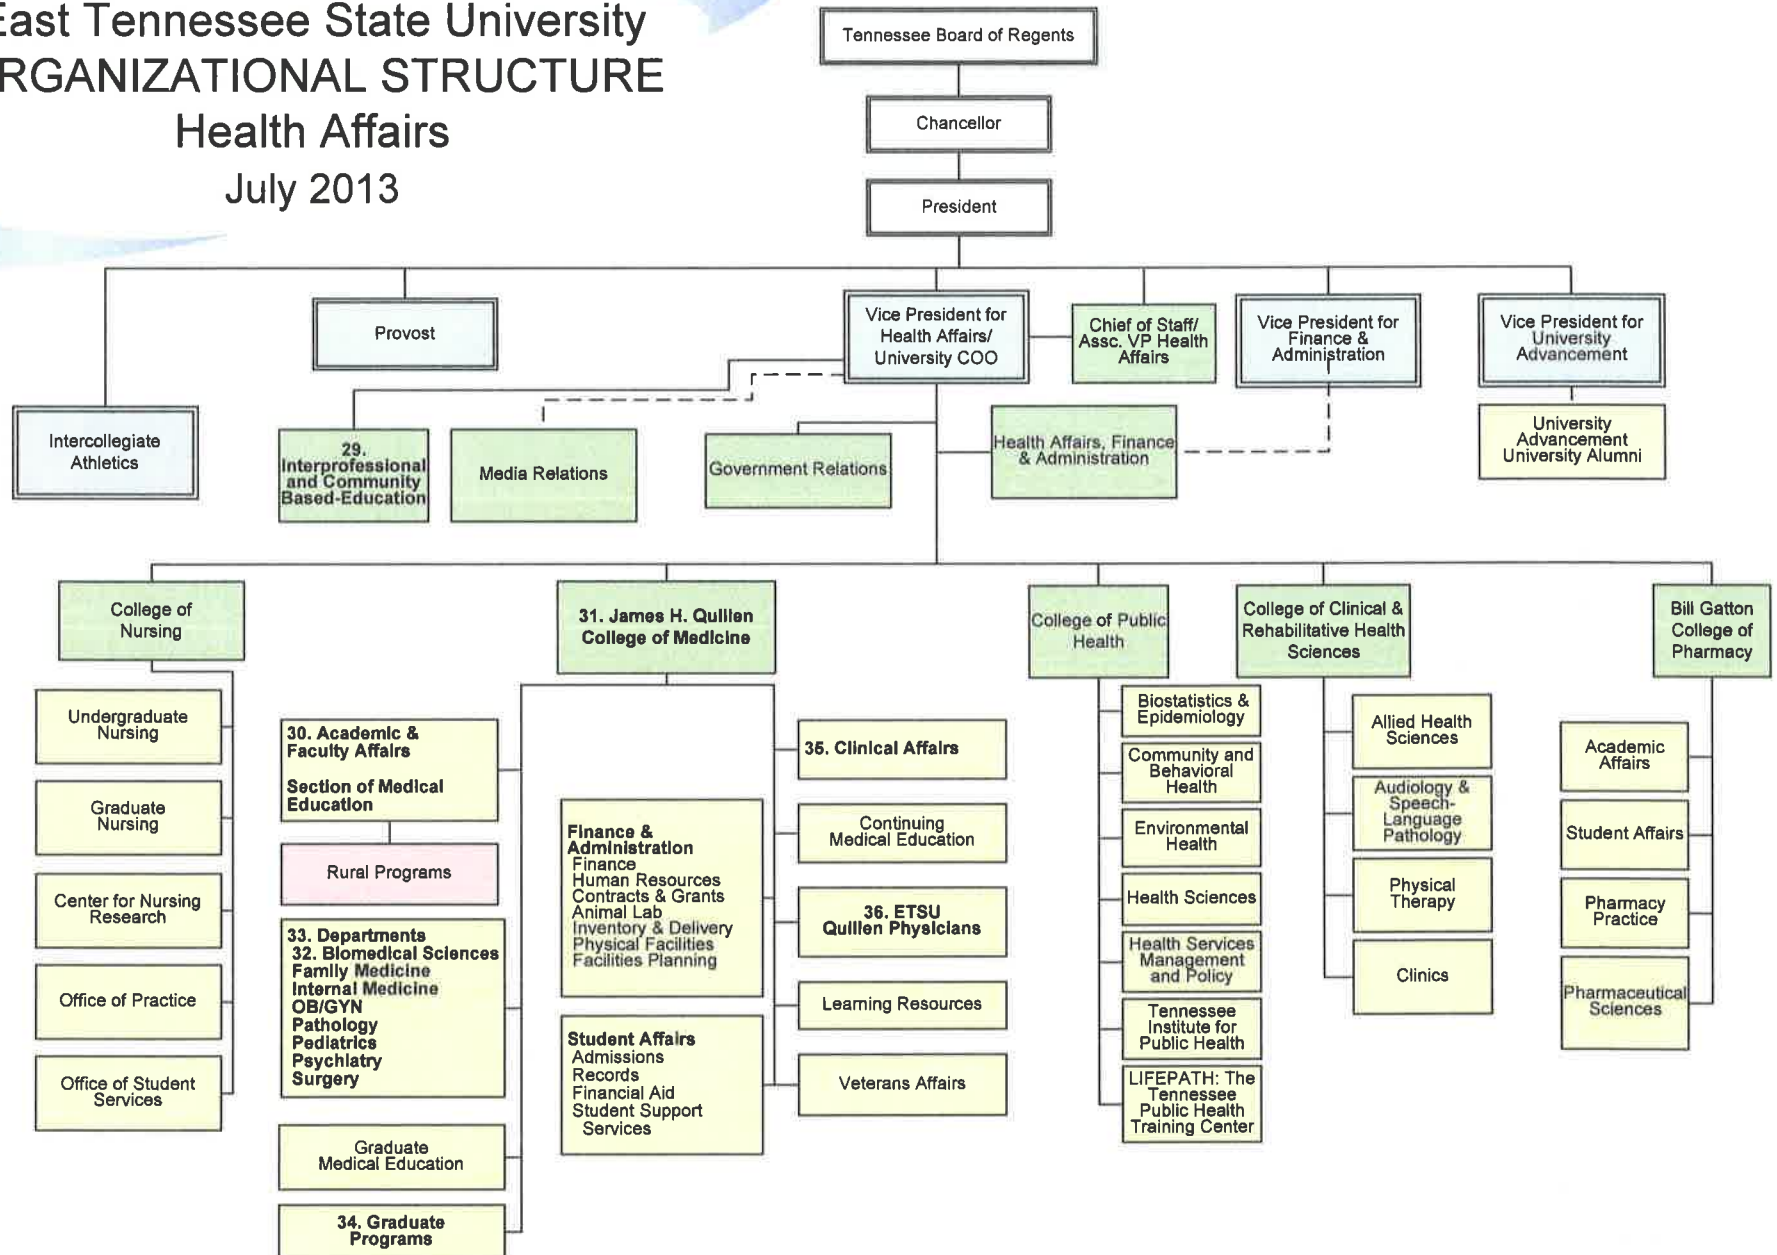 East Tennessee State University
RGANIZATIONAL STRUCTURE
Health Affairs
July 2013
Tennessee Board of Regents
Chancellor
President
Intercollegiate
Athletics
Provost
Vice President for
Health Affairs/
University COO
Chief of Staff/
Assc. VP Health
Affairs
Vice President for
Finance &
Administration
Vice President for
University
Advancement
29.
Interprofessional
and Community
Based-Education
Media Relations
Government Relations
Health Affairs, Finance
& Administration
University
Advancement
University Alumni
College of
Nursing
Undergraduate
Nursing
Graduate
Nursing
Center for Nursing
Research
Office of Practice
Office of Student
Services
31. James H. Quillen
College of Medicine
30. Academic &
Faculty Affairs
Section of Medical
Education
Rural Programs
33. Departments
32. Biomedical Sciences
Family Medicine
Internal Medicine
OB/GYN
Pathology
Pediatrics
Psychiatry
Surgery
Graduate
Medical Education
34. Graduate
Programs
Finance &
Administration
Finance
Human Resources
Contracts & Grants
Animal Lab
Inventory & Delivery
Physical Facilities
Facilities Planning
Student Affairs
Admissions
Records
Financial Aid
Student Support
Services
35. Clinical Affairs
Continuing
Medical Education
36. ETSU
Quillen Physicians
Learning Resources
Veterans Affairs
College of Public
Health
Biostatistics &
Epidemiology
Community and
Behavioral
Health
Environmental
Health
Health Sciences
Health Services
Management
and Policy
Tennessee
Institute for
Public Health
LIFEPATH: The
Tennessee
Public Health
Training Center
College of Clinical &
Rehabilitative Health
Sciences
Allied Health
Sciences
Audiology &
Speech-
Language
Pathology
Physical
Therapy
Clinics
Bill Gatton
College of
Pharmacy
Academic
Affairs
Student Affairs
Pharmacy
Practice
Pharmaceutical
Sciences